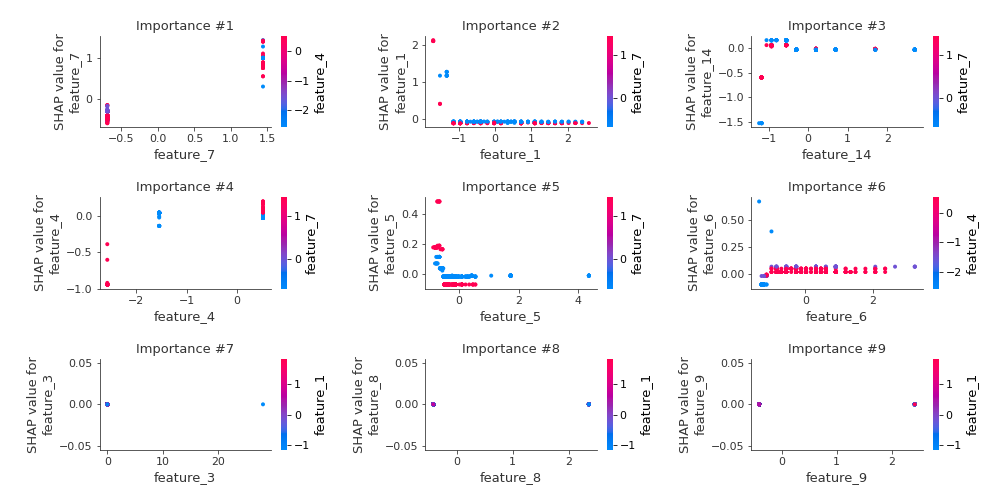 Importance #1
SHAP value for
feature_7
1
0
−0.5
0.0
0.5
1.0
1.5
feature_7
0
−1
−2
feature_4
Importance #2
SHAP value for
feature_1
2
1
0
−1
0
1
2
feature_1
1
0
feature_7
Importance #3
SHAP value for
feature_14
0.0
−0.5
−1.0
−1.5
−1
0
1
2
feature_14
1
0
feature_7
Importance #4
SHAP value for
feature_4
0.0
−0.5
−1.0
−2
−1
0
feature_4
1
0
feature_7
Importance #5
SHAP value for
feature_5
0.4
0.2
0.0
0
2
4
feature_5
1
0
feature_7
Importance #6
SHAP value for
feature_6
0.50
0.25
0.00
0
2
feature_6
0
−1
−2
feature_4
Importance #7
SHAP value for
feature_3
0.05
0.00
−0.05
0
10
20
feature_3
1
0
−1
feature_1
Importance #8
SHAP value for
feature_8
0.05
0.00
−0.05
0
1
2
feature_8
1
0
−1
feature_1
Importance #9
SHAP value for
feature_9
0.05
0.00
−0.05
0
1
2
feature_9
1
0
−1
feature_1